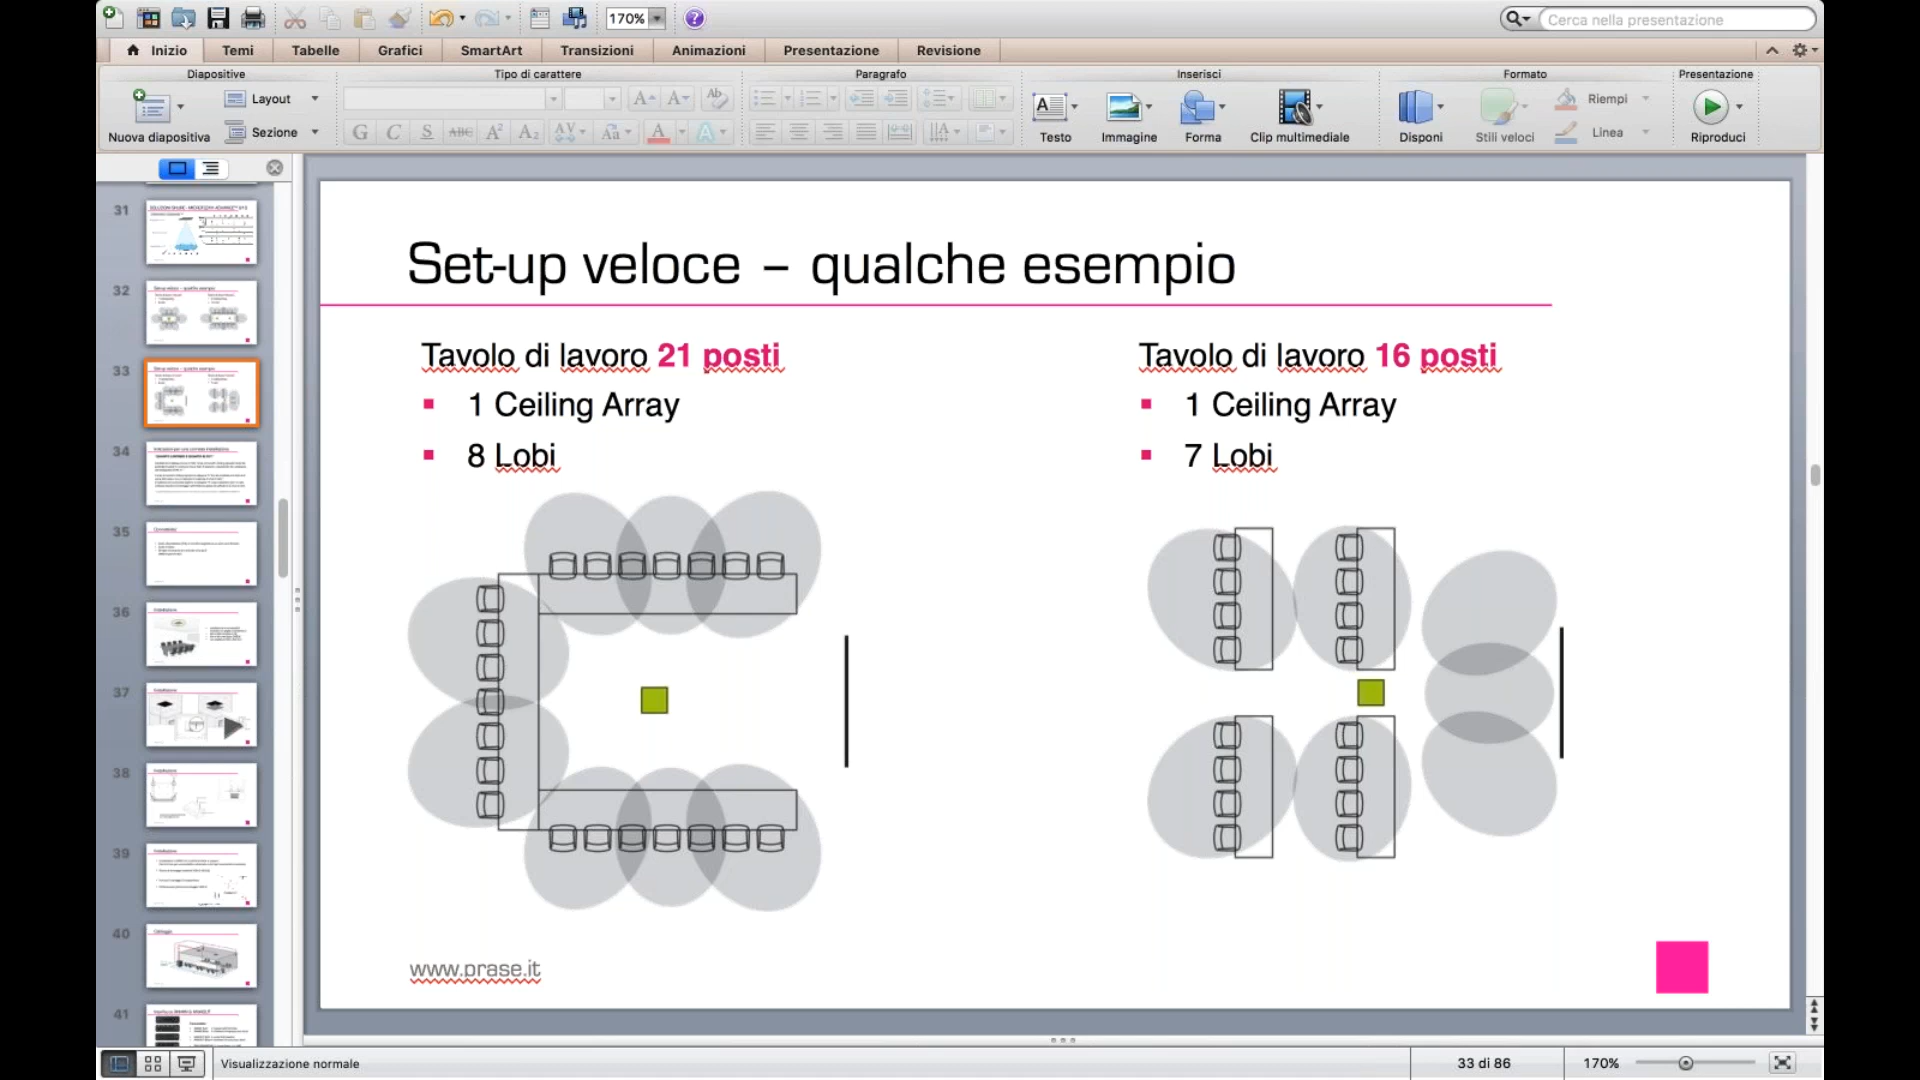 170%
Cerca nella presentazione
Inizio
Temi
Tabelle
Grafici
SmartArt
Transizioni
Animazioni
Presentazione
Revisione
Diapositive
Tipo di carattere
Paragrafo
Inserisci
Formato
Presentazione
Nuova diapositiva
Layout
Sezione
Testo
Immagine
Forma
Clip multimediale
Disponi
Stili veloci
Riempi
Linea
Riproduci
31
32
33
34
35
36
37
38
39
40
41
Set-up veloce – qualche esempio
Tavolo di lavoro 21 posti
1 Ceiling Array
8 Lobi
Tavolo di lavoro 16 posti
1 Ceiling Array
7 Lobi
www.prase.it
Visualizzazione normale
33 di 86
170%